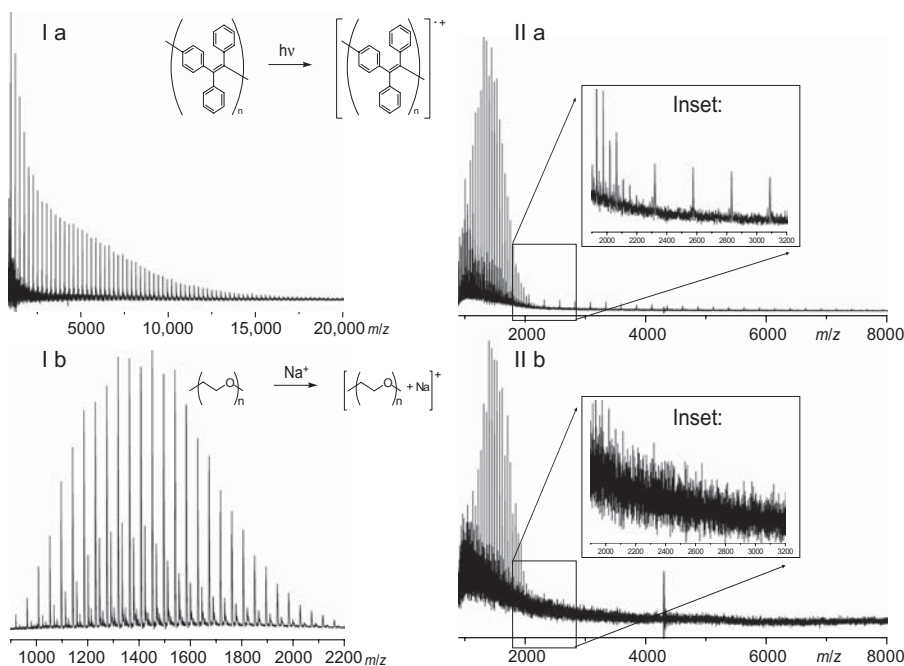 I a
hν
n
n
·+
5000
10,000
15,000
20,000
m/z
II a
Inset:
2000
2200
2400
2600
2800
3000
3200
2000
4000
6000
8000
m/z
I b
O
n
Na⁺
O
n
+ Na
+
1000
1200
1400
1600
1800
2000
2200
m/z
II b
Inset:
2000
2200
2400
2600
2800
3000
3200
2000
4000
6000
8000
m/z